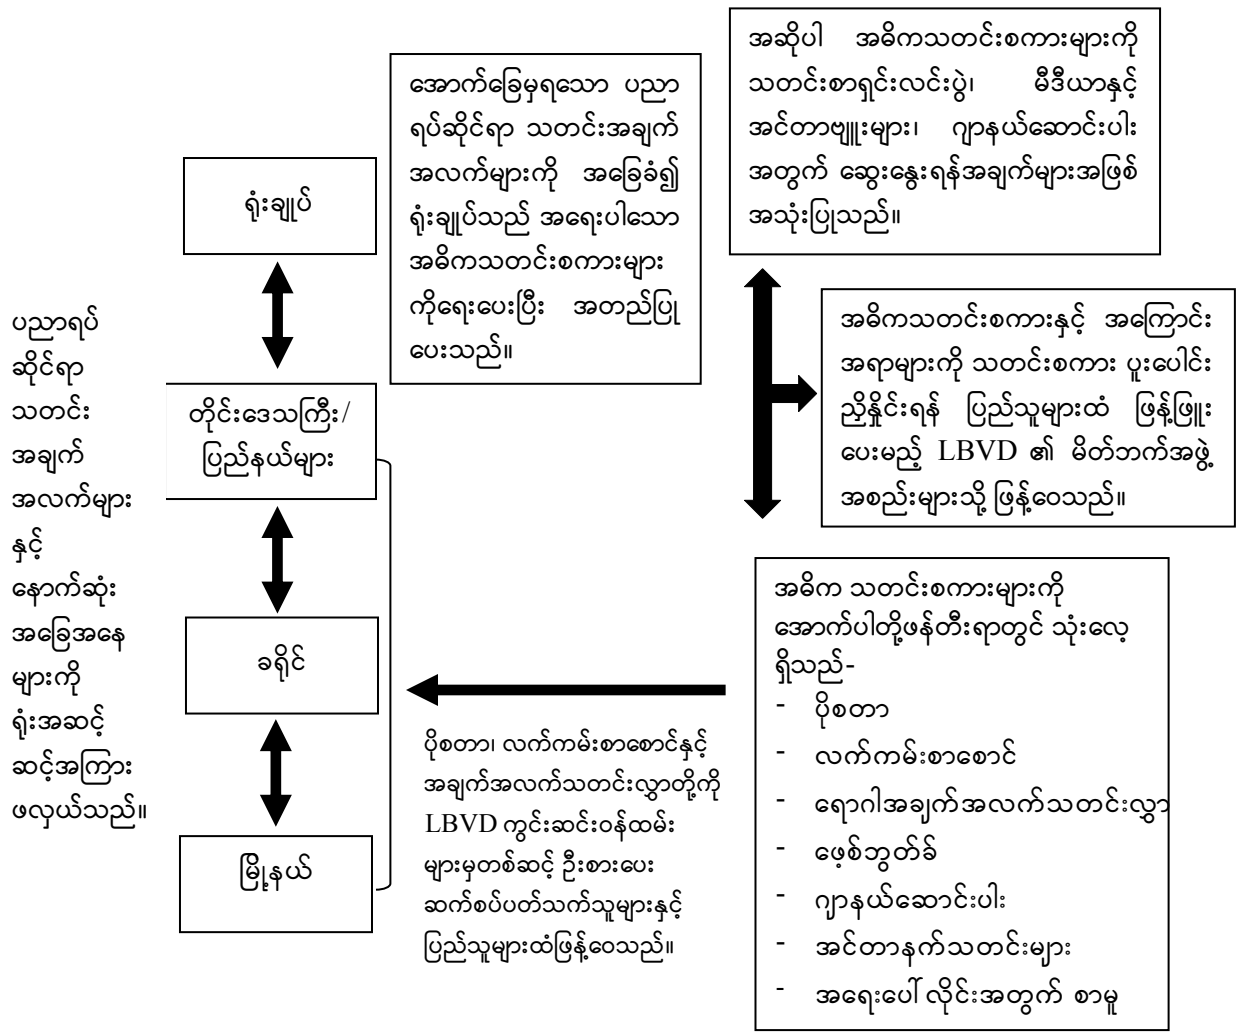 ပညာရပ်
ဆိုင်ရာ
သတင်း
အချက်
အလက်များ
နှင့်
နောက်ဆုံး
အခြေအနေ
များကို
ရုံးအဆင့်
ဆင့်အကြား
ဖလှယ်သည်။
ရုံးချုပ်
တိုင်းဒေသကြီး/
ပြည်နယ်များ
ခရိုင်
မြို့နယ်
အောက်ခြေမှရသော ပညာ
ရပ်ဆိုင်ရာ သတင်းအချက်
အလက်များကို အခြေခံ၍
ရုံးချုပ်သည် အရေးပါသော
အဓိကသတင်းစကားများ
ကိုရေးပေးပြီး အတည်ပြု
ပေးသည်။
အဆိုပါ အဓိကသတင်းစကားများကို
သတင်းစာရှင်းလင်းပွဲ၊ မီဒီယာနှင့်
အင်တာဗျူးများ၊ ဂျာနယ်ဆောင်းပါး
အတွက် ဆွေးနွေးရန်အချက်များအဖြစ်
အသုံးပြုသည်။
အဓိကသတင်းစကားနှင့် အကြောင်း
အရာများကို သတင်းစကား ပူးပေါင်း
ညှိနှိုင်းရန် ပြည်သူများထံ ဖြန့်ဖြူး
ပေးမည့် LBVD ၏ မိတ်ဘက်အဖွဲ့
အစည်းများသို့ ဖြန့်ဝေသည်။
အဓိက သတင်းစကားများကို
အောက်ပါတို့ဖန်တီးရာတွင် သုံးလေ့
ရှိသည်-
- ပိုစတာ
- လက်ကမ်းစာစောင်
- ရောဂါအချက်အလက်သတင်းလွှာ
- ဖေ့စ်ဘွတ်ခ်
- ဂျာနယ်ဆောင်းပါး
- အင်တာနက်သတင်းများ
- အရေးပေါ်လိုင်းအတွက် စာမူ
ပိုစတာ၊ လက်ကမ်းစာစောင်နှင့်
အချက်အလက်သတင်းလွှာတို့ကို
LBVD ကွင်းဆင်းဝန်ထမ်း
များမှတစ်ဆင့် ဦးစားပေး
ဆက်စပ်ပတ်သက်သူများနှင့်
ပြည်သူများထံဖြန့်ဝေသည်။